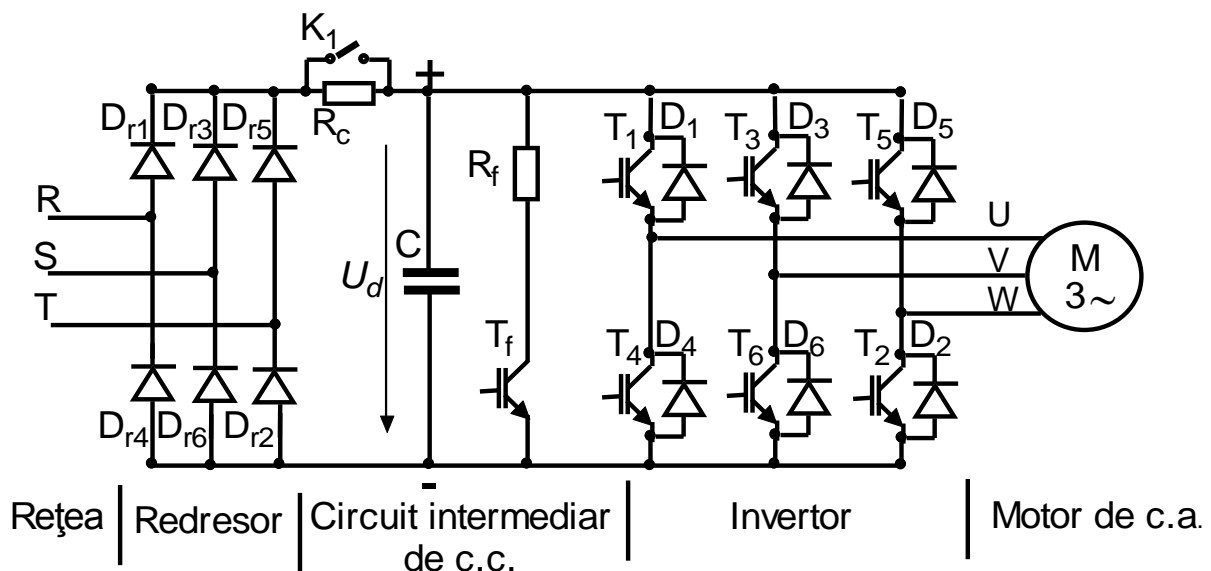 K1
+
Dr1 Dr3 Dr5
Rc
T1 D1 T3 D3 T5 D5
Rf
R
S
T
Ud
C
U
V
W
M
3~
Tf
T4 D4 T6 D6 T2 D2
Dr4 Dr6 Dr2
-
Reţea Redresor Circuit intermediar Invertor Motor de c.a.
de c.c.